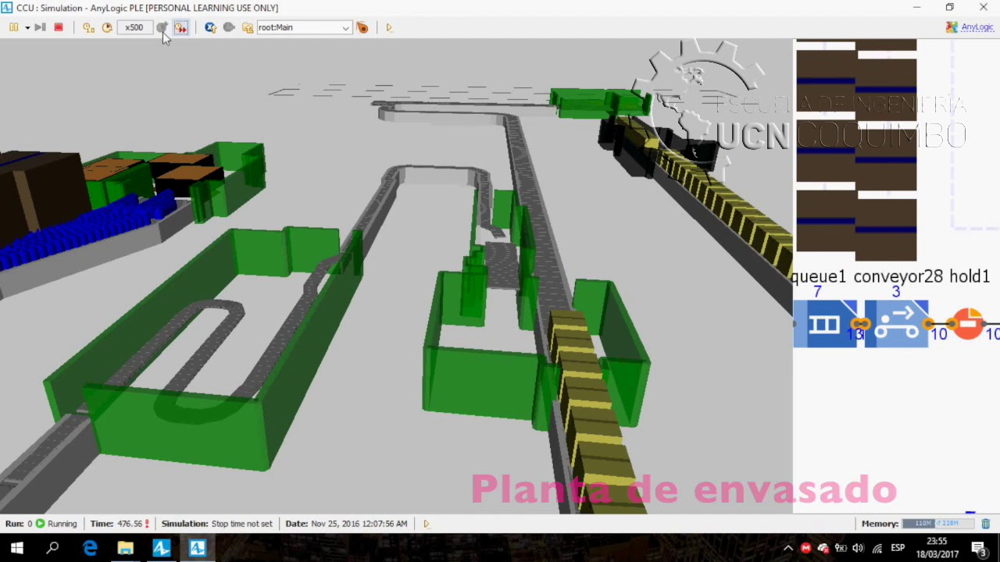 CCU : Simulation - AnyLogic PLE [PERSONAL LEARNING USE ONLY]
x500
root:Main
AnyLogic
ESCUELA DE INGENIERÍA
UCN COQUIMBO
queue1 conveyor28 hold1
7
3
10
10
Planta de envasado
Run: 0 Running
Time: 476.56
Simulation: Stop time not set
Date: Nov 25, 2016 12:07:56 AM
Memory:
110M of 228M
ESP
23:55
18/03/2017
3